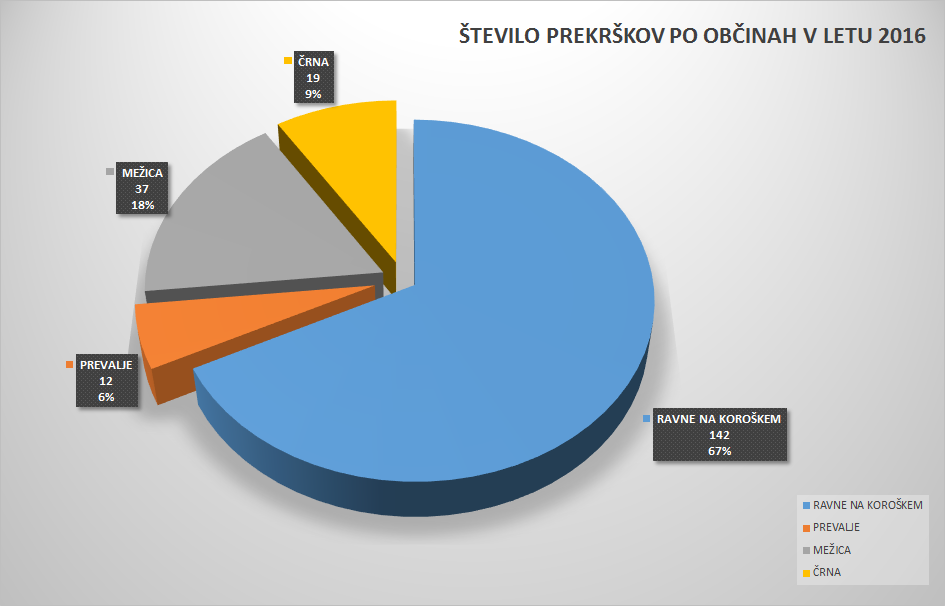 ŠTEVILO PREKRŠKOV PO OBČINAH V LETU 2016
ČRNA
19
9%
MEŽICA
37
18%
PREVALJE
12
6%
RAVNE NA KOROŠKEM
142
67%
RAVNE NA KOROŠKEM
PREVALJE
MEŽICA
ČRNA